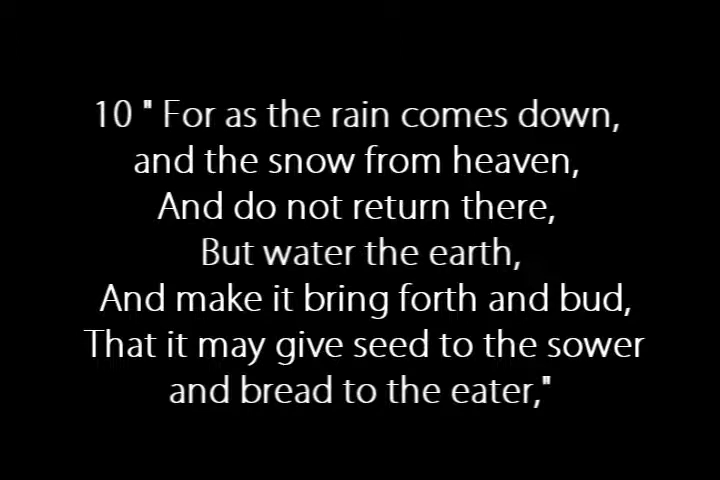 10 " For as the rain comes down,
and the snow from heaven,
And do not return there,
But water the earth,
And make it bring forth and bud,
That it may give seed to the sower
and bread to the eater,"